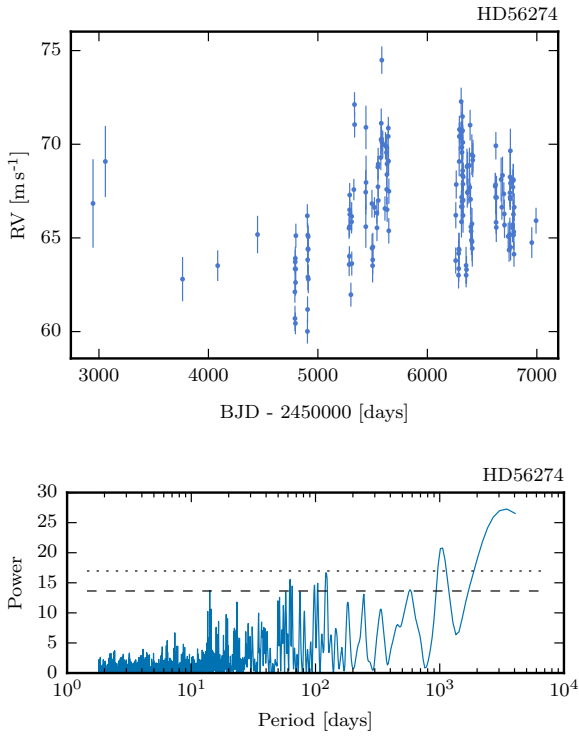 HD56274
75
70
65
60
RV [m s⁻¹]
3000 4000 5000 6000 7000
BJD - 2450000 [days]
HD56274
30
25
20
15
10
5
0
Power
10⁰ 10¹ 10² 10³ 10⁴
Period [days]